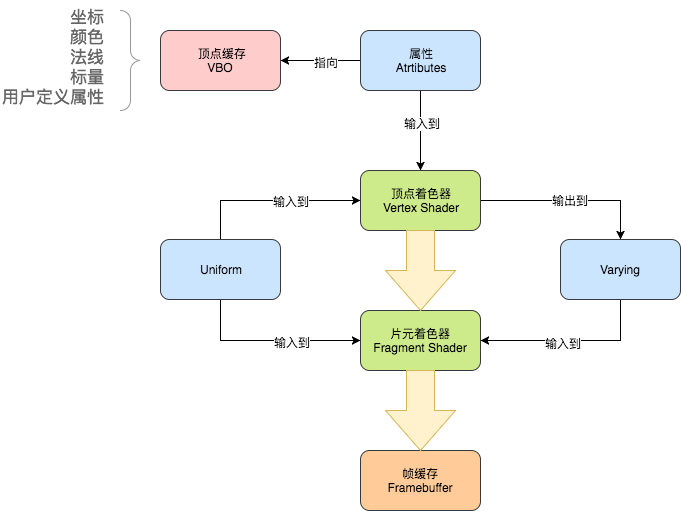 坐标
颜色
法线
标量
用户定义属性
顶点缓存
VBO
指向
属性
Atrtibutes
输入到
顶点着色器
Vertex Shader
输入到
输出到
Uniform
Varying
输入到
片元着色器
Fragment Shader
输入到
帧缓存
Framebuffer